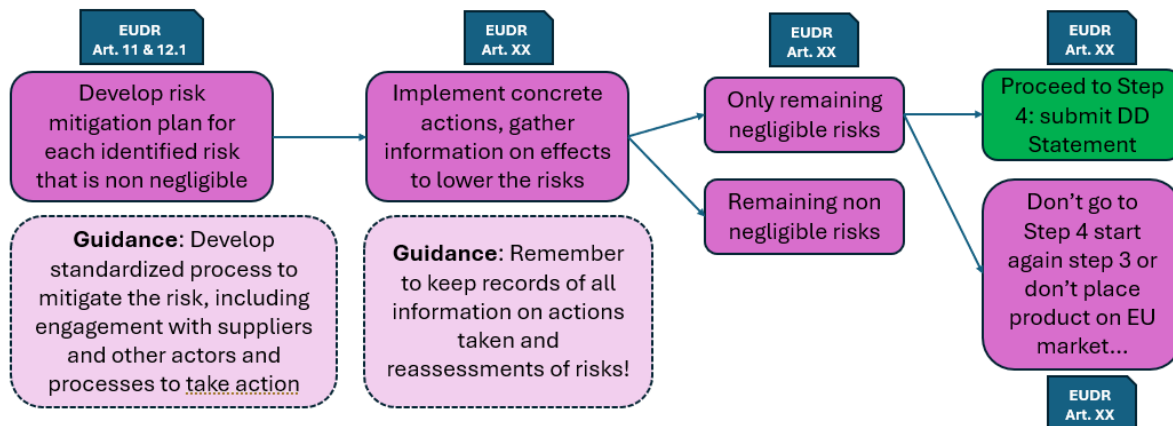 EUDR
Art. 11 & 12.1
EUDR
Art. XX
EUDR
Art. XX
EUDR
Art. XX
Develop risk
mitigation plan for
each identified risk
that is non negligible
Implement concrete
actions, gather
information on effects
to lower the risks
Only remaining
negligible risks
Remaining non
negligible risks
Proceed to Step
4: submit DD
Statement
Don’t go to
Step 4 start
again step 3 or
don’t place
product on EU
market...
Guidance: Develop
standardized process to
mitigate the risk, including
engagement with suppliers
and other actors and
processes to take action
Guidance: Remember
to keep records of all
information on actions
taken and
reassessments of risks!
EUDR
Art. XX